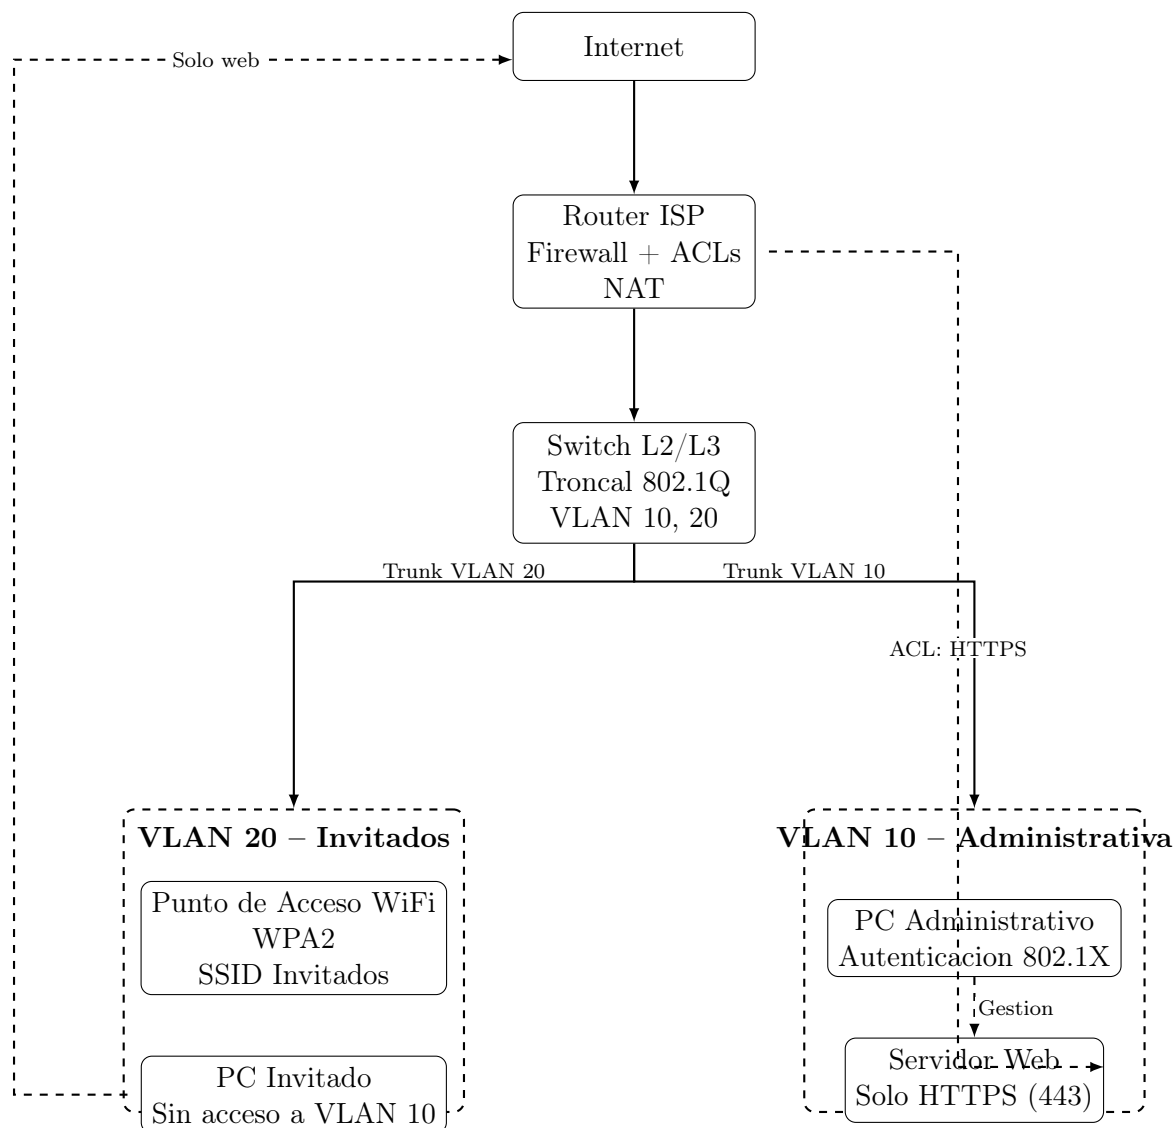 Internet
Solo web
Router ISP
Firewall + ACLs
NAT
Switch L2/L3
Troncal 802.1Q
VLAN 10, 20
Trunk VLAN 20
Trunk VLAN 10
ACL: HTTPS
VLAN 20 – Invitados
Punto de Acceso WiFi
WPA2
SSID Invitados
PC Invitado
Sin acceso a VLAN 10
VLAN 10 – Administrativa
PC Administrativo
Autenticacion 802.1X
Gestion
Servidor Web
Solo HTTPS (443)